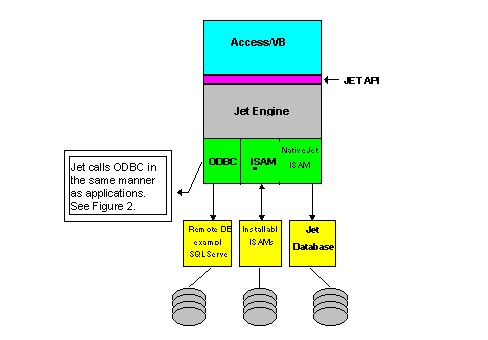 Access/VB
JET API
Jet Engine
ODBC
ISAM
NativeJet
ISAM
Jet calls ODBC in
the same manner
as applications.
See Figure 2.
Remote DB
exampl
SQLServe
Installabl
ISAMs
Jet
Database